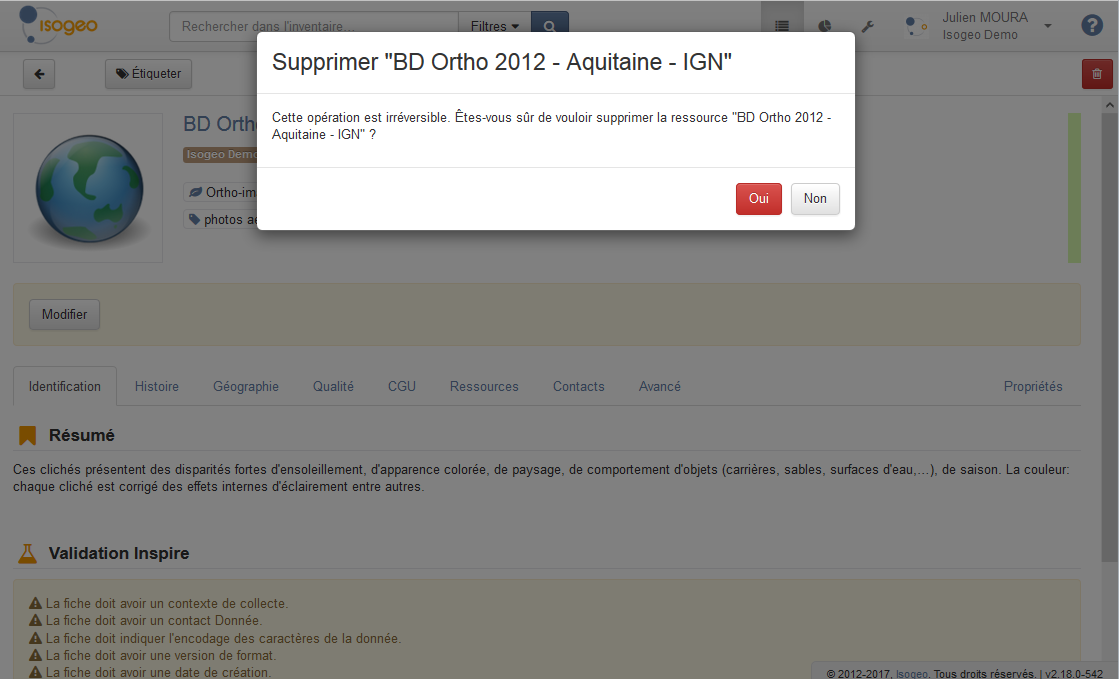 isogeo
Rechercher dans l'inventaire...
Filtres
Julien MOURA
Isogeo Demo
?
Étiqueter
Supprimer "BD Ortho 2012 - Aquitaine - IGN"
Cette opération est irréversible. Êtes-vous sûr de vouloir supprimer la ressource "BD Ortho 2012 -
Aquitaine - IGN" ?
Oui
Non
BD Orth
Isogeo Demo
Ortho-im
photos aé
Modifier
Identification
Histoire
Géographie
Qualité
CGU
Ressources
Contacts
Avancé
Propriétés
Résumé
Ces clichés présentent des disparités fortes d'ensoleillement, d'apparence colorée, de paysage, de comportement d'objets (carrières, sables, surfaces d'eau,...), de saison. La couleur:
chaque cliché est corrigé des effets internes d'éclairement entre autres.
Validation Inspire
La fiche doit avoir un contexte de collecte.
La fiche doit avoir un contact Donnée.
La fiche doit indiquer l'encodage des caractères de la donnée.
La fiche doit avoir une version de format.
La fiche doit avoir une date de création.
© 2012-2017, Isogeo. Tous droits réservés. | v2.18.0-542